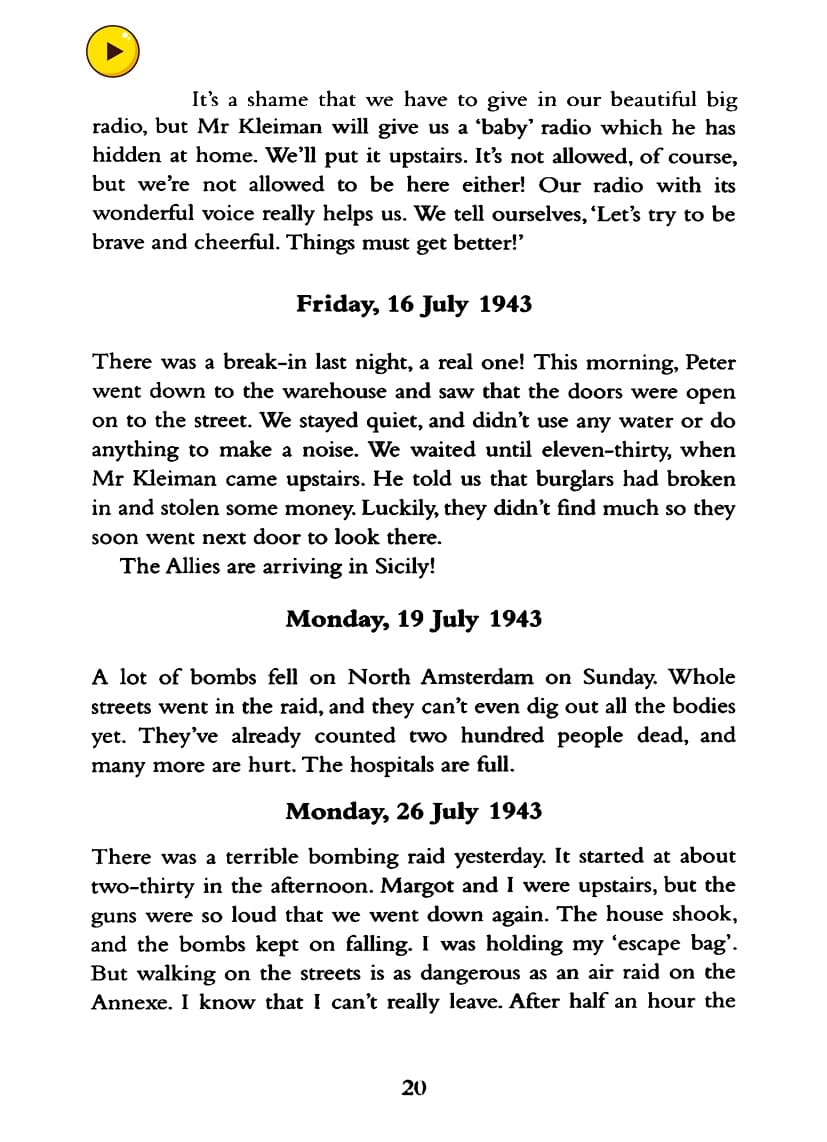 It’s a shame that we have to give in our beautiful big
radio, but Mr Kleiman will give us a ‘baby’ radio which he has
hidden at home. We’ll put it upstairs. It’s not allowed, of course,
but we’re not allowed to be here either! Our radio with its
wonderful voice really helps us. We tell ourselves, ‘Let’s try to be
brave and cheerful. Things must get better!’
Friday, 16 July 1943
There was a break-in last night, a real one! This morning, Peter
went down to the warehouse and saw that the doors were open
on to the street. We stayed quiet, and didn’t use any water or do
anything to make a noise. We waited until eleven-thirty, when
Mr Kleiman came upstairs. He told us that burglars had broken
in and stolen some money. Luckily, they didn’t find much so they
soon went next door to look there.
The Allies are arriving in Sicily!
Monday, 19 July 1943
A lot of bombs fell on North Amsterdam on Sunday. Whole
streets went in the raid, and they can’t even dig out all the bodies
yet. They’ve already counted two hundred people dead, and
many more are hurt. The hospitals are full.
Monday, 26 July 1943
There was a terrible bombing raid yesterday. It started at about
two-thirty in the afternoon. Margot and I were upstairs, but the
guns were so loud that we went down again. The house shook,
and the bombs kept on falling. I was holding my ‘escape bag’.
But walking on the streets is as dangerous as an air raid on the
Annexe. I know that I can’t really leave. After half an hour the
20